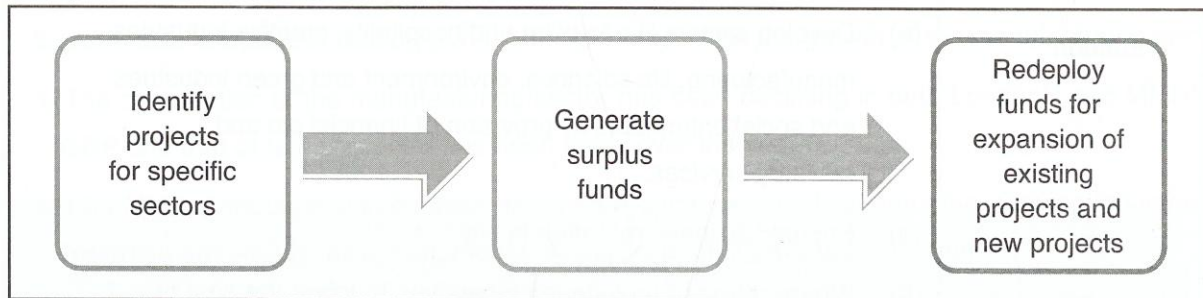 Identify
projects
for specific
sectors
Generate
surplus
funds
Redeploy
funds for
expansion of
existing
projects and
new projects